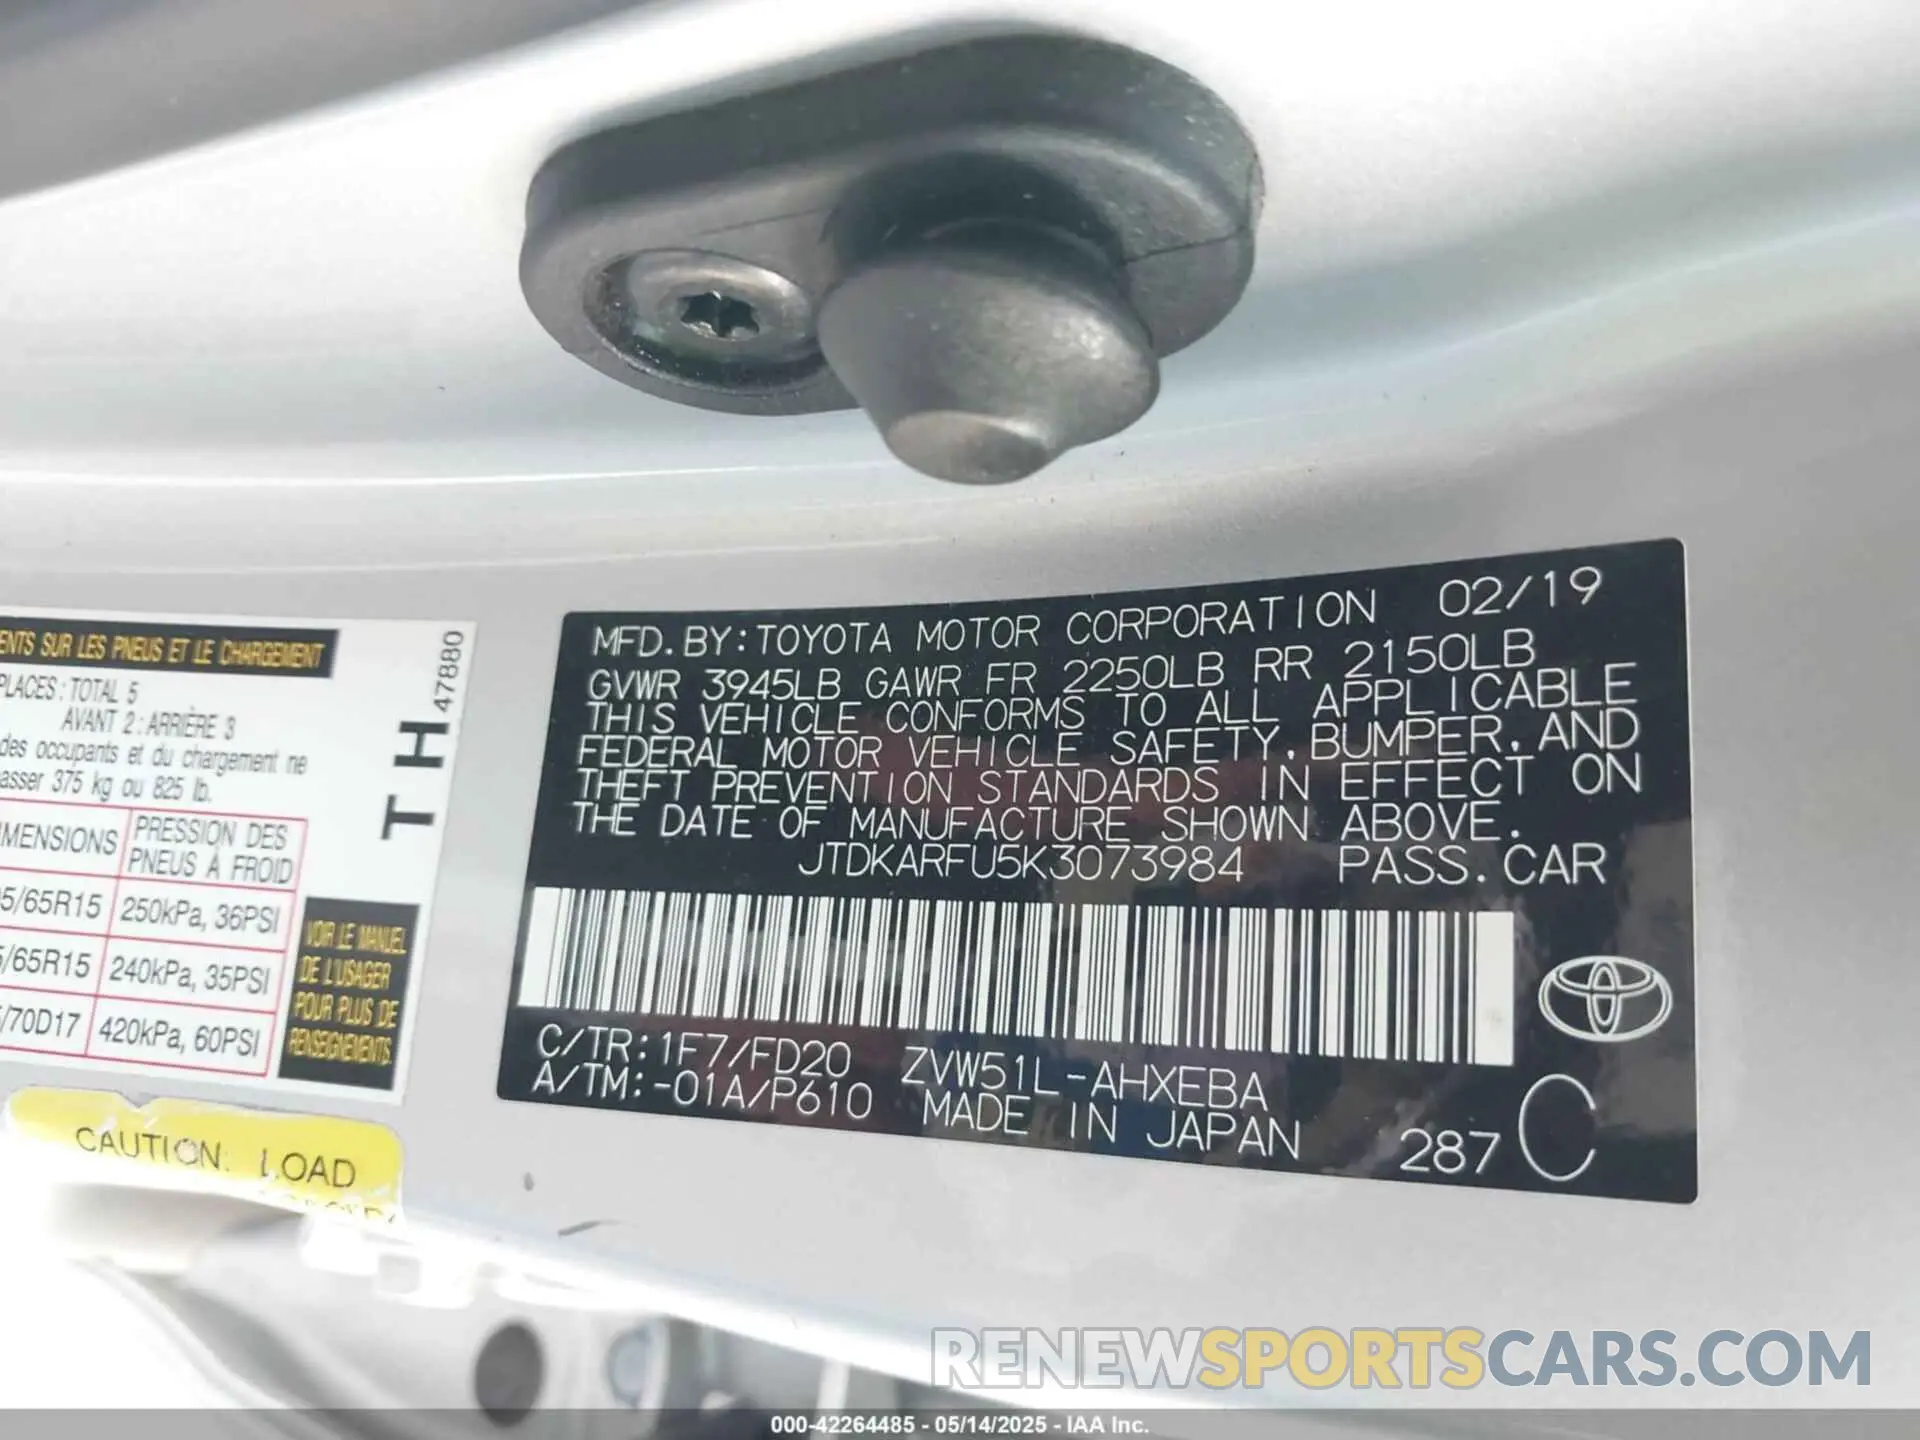 ENTS SUR LES PNEUS ET LE CHARGEMENT
PLACES : TOTAL 5
AVANT 2 : ARRIÈRE 3
des occupants et du chargement ne
asser 375 kg ou 825 lb.
MENSIONS PRESSION DES
PNEUS À FROID
5/65R15 250kPa, 36PSI
/65R15 240kPa, 35PSI
/70D17 420kPa, 60PSI
47880
TH
VOIR LE MANUEL
DE L'USAGER
POUR PLUS DE
RENSEIGNEMENTS
CAUTION: LOAD
MFD. BY: TOYOTA MOTOR CORPORATION 02/19
GVWR 3945LB GAWR FR 2250LB RR 2150LB
THIS VEHICLE CONFORMS TO ALL APPLICABLE
FEDERAL MOTOR VEHICLE SAFETY, BUMPER, AND
THEFT PREVENTION STANDARDS IN EFFECT ON
THE DATE OF MANUFACTURE SHOWN ABOVE.
JTDKARFU5K3073984 PASS. CAR
C/TR: 1F7/FD20 ZVW51L-AHXEBA
A/TM: -01A/P610 MADE IN JAPAN
287 C
RENEWSPORTSCARS.COM
000-42264485 - 05/14/2025 - IAA Inc.